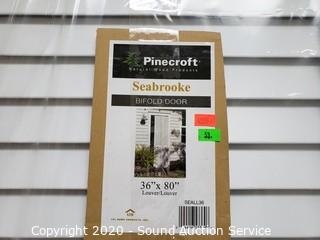 Pinecroft
Natural Wood Products
Seabrooke
BIFOLD DOOR
36"x 80"
Louver/Louver
SEALL36
Copyright 2020 - Sound Auction Service